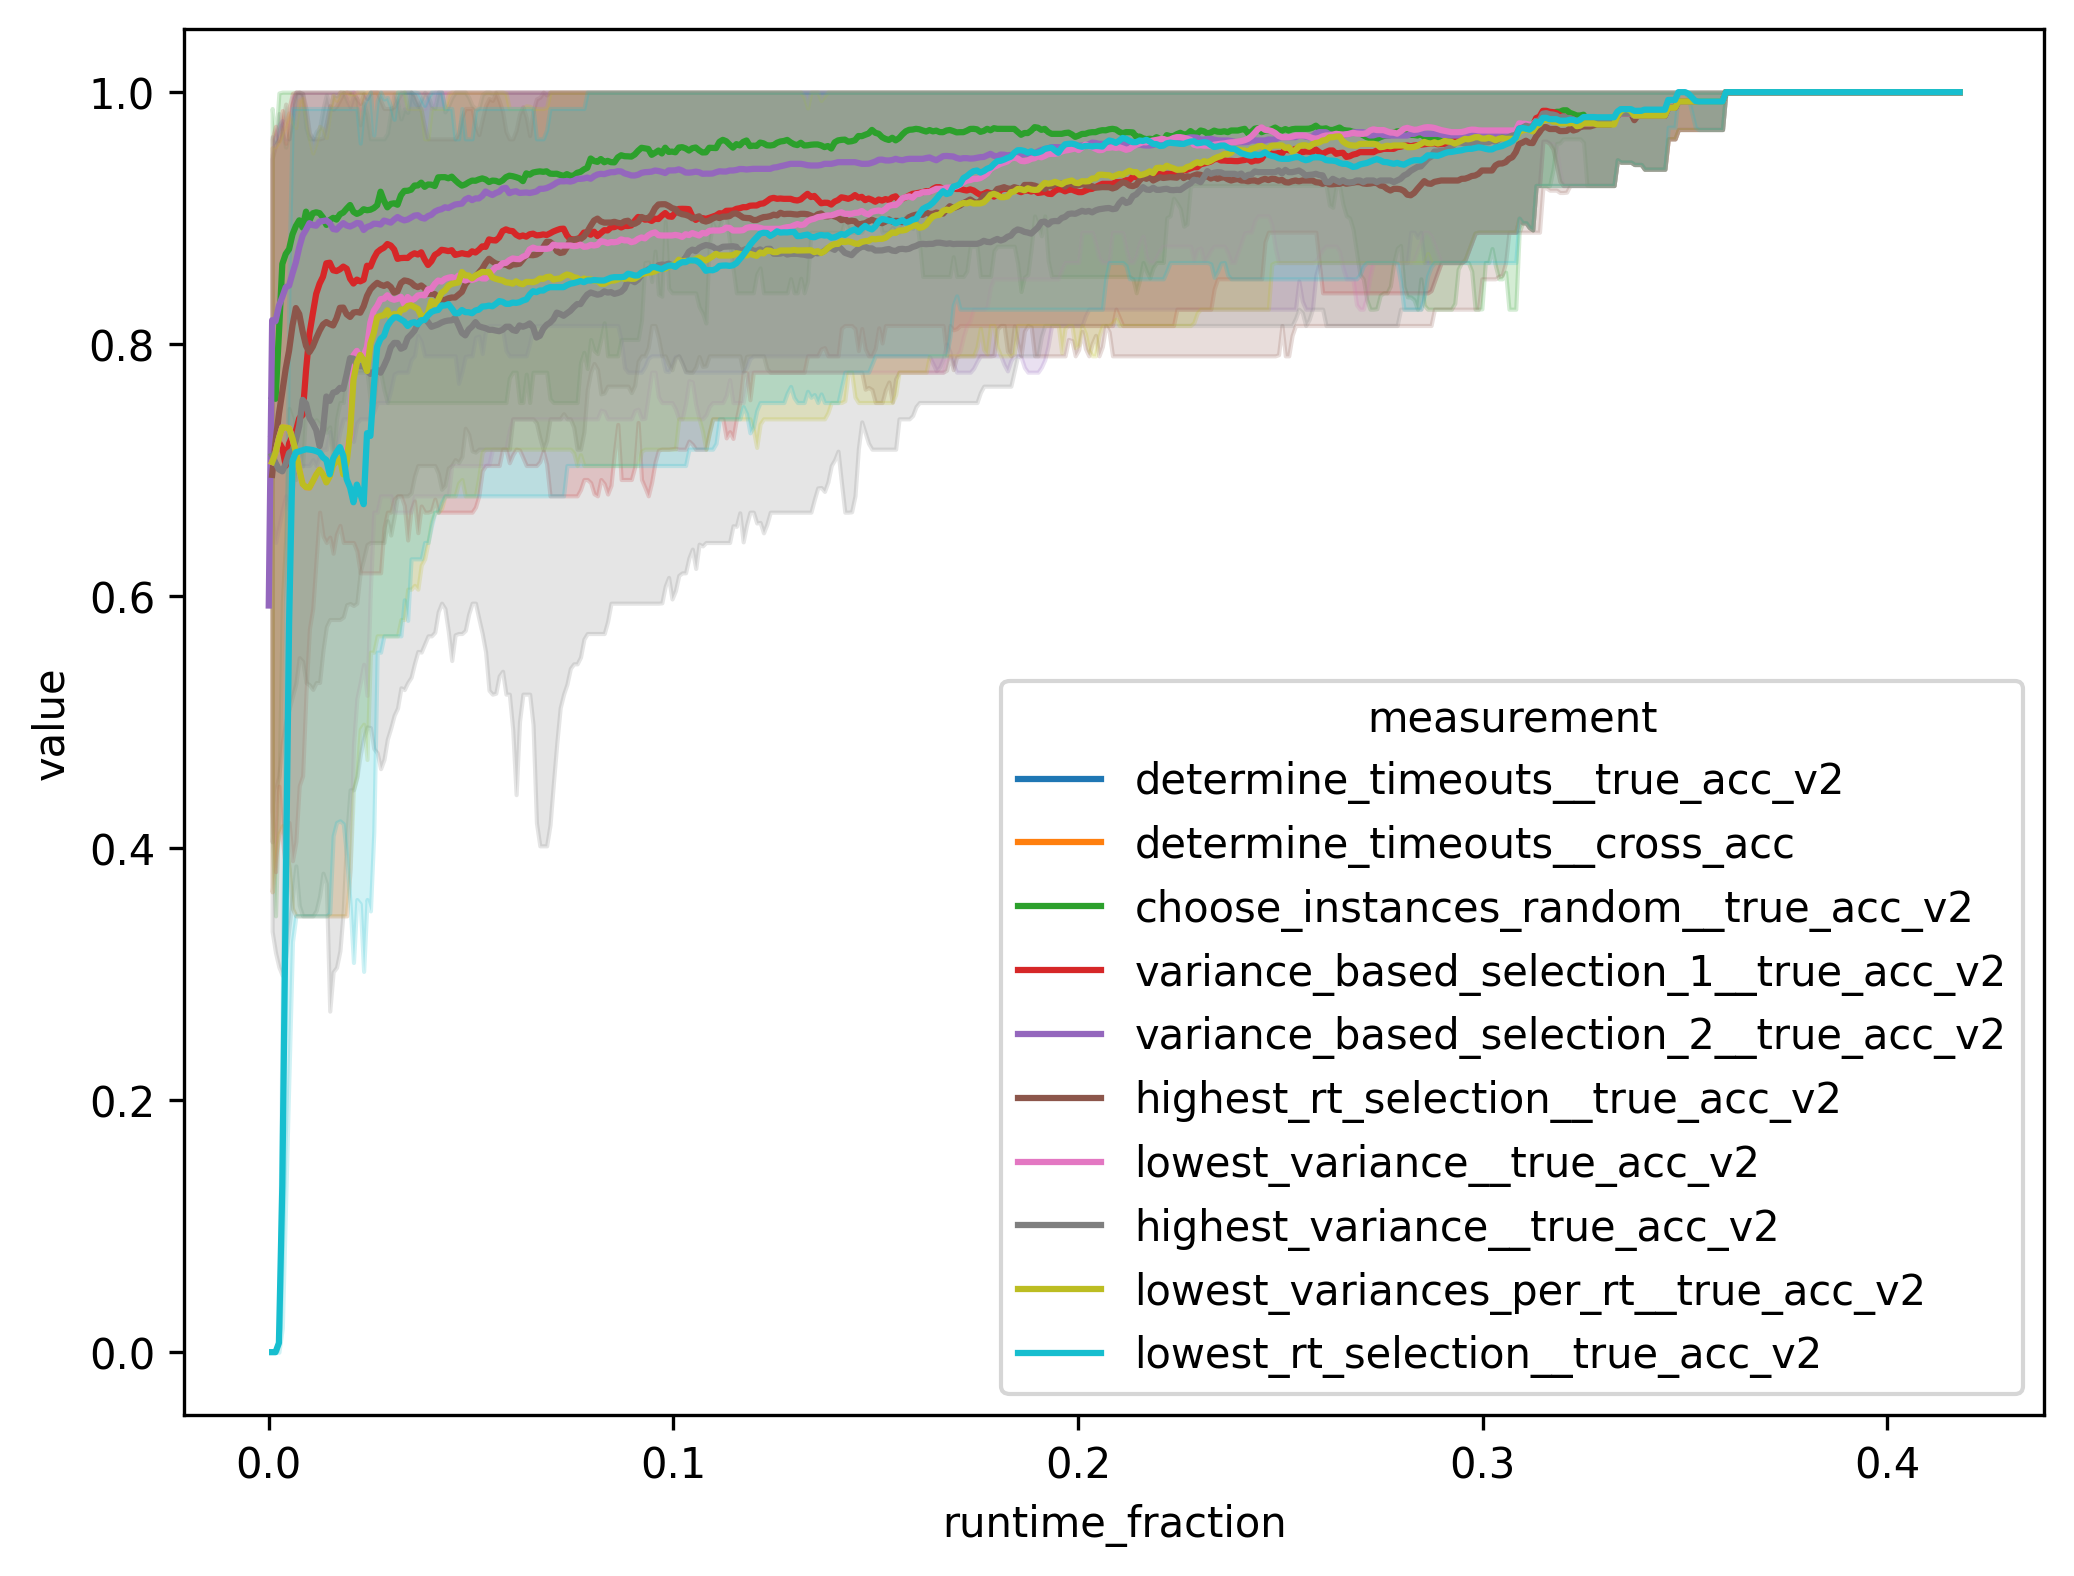 1.0
0.8
0.6
0.4
0.2
0.0
value
0.0 0.1 0.2 0.3 0.4
runtime_fraction
measurement
determine_timeouts__true_acc_v2
determine_timeouts__cross_acc
choose_instances_random__true_acc_v2
variance_based_selection_1__true_acc_v2
variance_based_selection_2__true_acc_v2
highest_rt_selection__true_acc_v2
lowest_variance__true_acc_v2
highest_variance__true_acc_v2
lowest_variances_per_rt__true_acc_v2
lowest_rt_selection__true_acc_v2